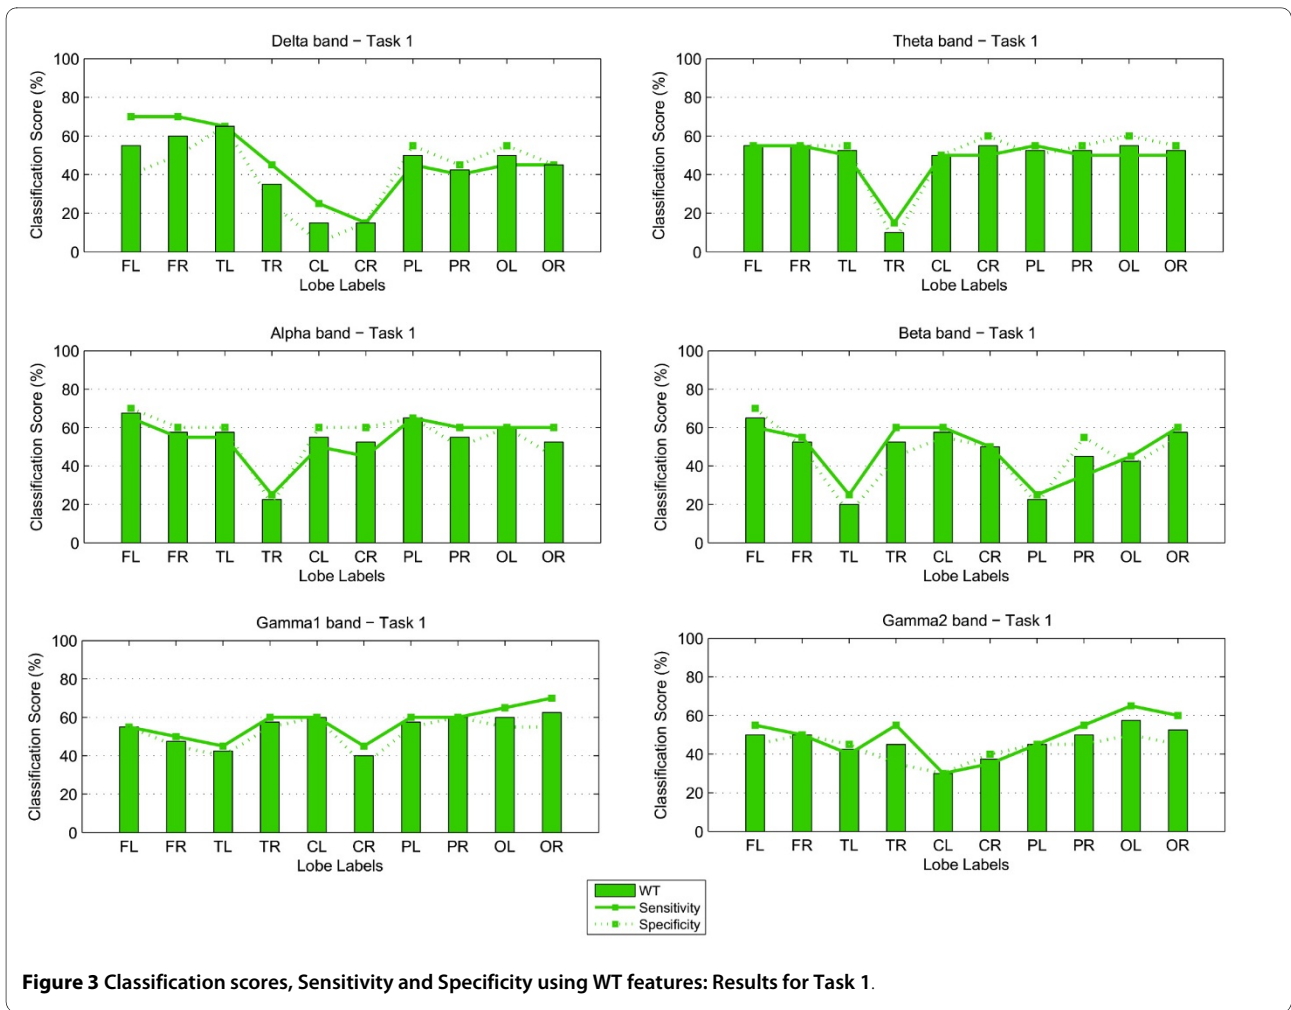 Delta band − Task 1
Classification Score (%)
100
80
60
40
20
0
FL FR TL TR CL CR PL PR OL OR
Lobe Labels
Theta band − Task 1
Classification Score (%)
100
80
60
40
20
0
FL FR TL TR CL CR PL PR OL OR
Lobe Labels
Alpha band − Task 1
Classification Score (%)
100
80
60
40
20
0
FL FR TL TR CL CR PL PR OL OR
Lobe Labels
Beta band − Task 1
Classification Score (%)
100
80
60
40
20
0
FL FR TL TR CL CR PL PR OL OR
Lobe Labels
Gamma1 band − Task 1
Classification Score (%)
100
80
60
40
20
0
FL FR TL TR CL CR PL PR OL OR
Lobe Labels
Gamma2 band − Task 1
Classification Score (%)
100
80
60
40
20
0
FL FR TL TR CL CR PL PR OL OR
Lobe Labels
WT
Sensitivity
Specificity
Figure 3 Classification scores, Sensitivity and Specificity using WT features: Results for Task 1.